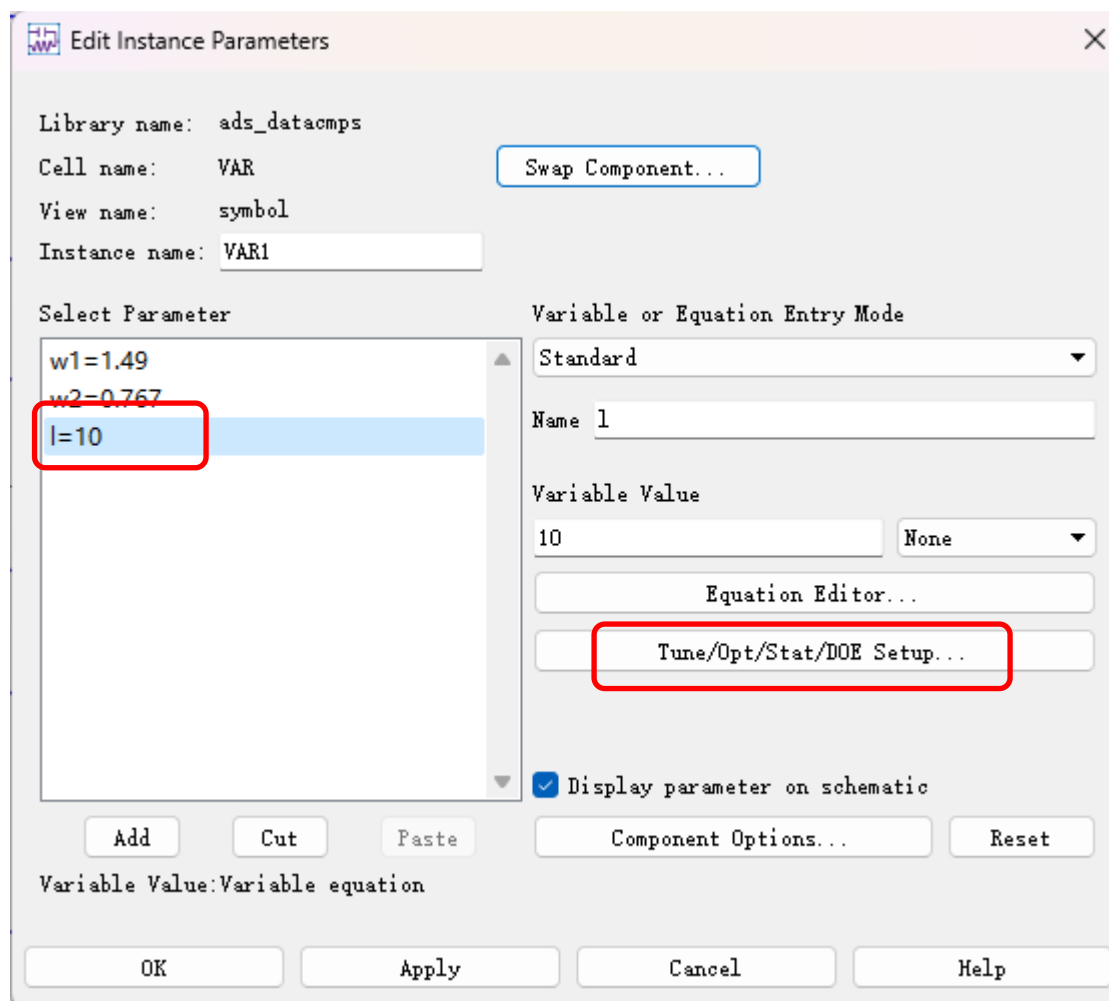 Edit Instance Parameters
Library name: ads_datacmps
Cell name: VAR
Swap Component...
View name: symbol
Instance name: VAR1
Select Parameter
Variable or Equation Entry Mode
w1=1.49
Standard
w2=0.767
l=10
Name l
Variable Value
10
None
Equation Editor...
Tune/Opt/Stat/DOE Setup...
Display parameter on schematic
Add
Cut
Paste
Component Options...
Reset
Variable Value:Variable equation
OK
Apply
Cancel
Help